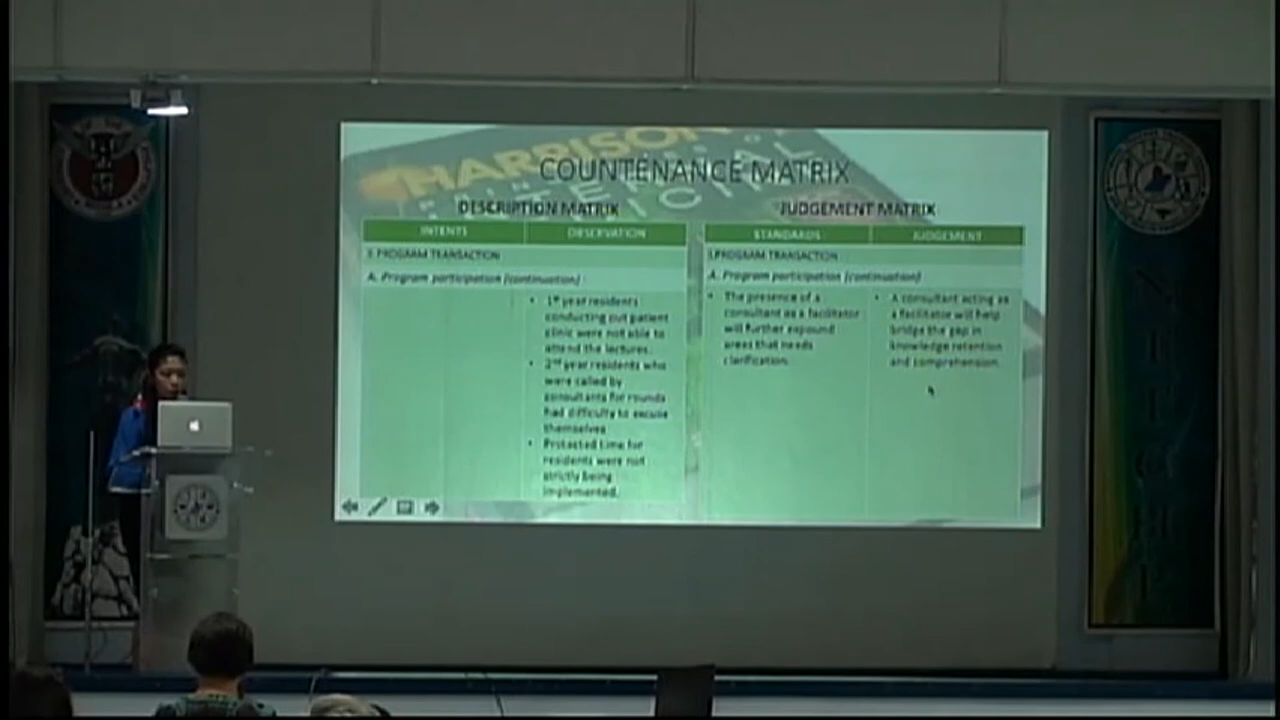 HARRISON
COUNTENANCE MATRIX
DESCRIPTION MATRIX
JUDGEMENT MATRIX
INTENTS
OBSERVATION
STANDARDS
JUDGEMENT
II. PROGRAM TRANSACTION
I.PROGRAM TRANSACTION
A. Program participation (continuation)
A. Program participation (continuation)
• 1st year residents
conducting out patient
clinic were not able to
attend the lectures.
• 2nd year residents who
were called by
consultants for rounds
had difficulty to excuse
themselves
• Protected time for
residents were not
strictly being
implemented.
• The presence of a
consultant as a facilitator
will further expound
areas that needs
clarification.
• A consultant acting as
a facilitator will help
bridge the gap in
knowledge retention
and comprehension.